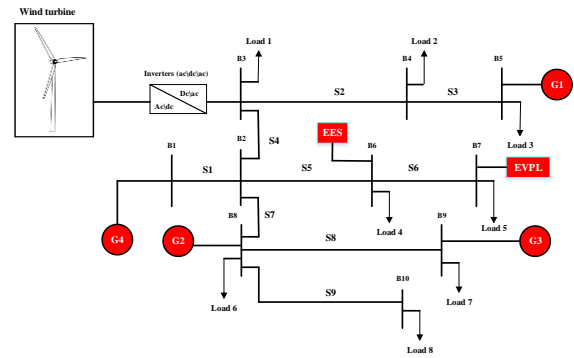 Wind turbine
Inverters (ac\dc\ac)
Dc\ac
Ac\dc
B3
Load 1
S2
B4
Load 2
S3
B5
G1
Load 3
S4
EES
B1
S1
B2
S5
B6
S6
B7
EVPL
Load 4
Load 5
G4
G2
B8
S7
S8
B9
G3
Load 6
S9
B10
Load 7
Load 8